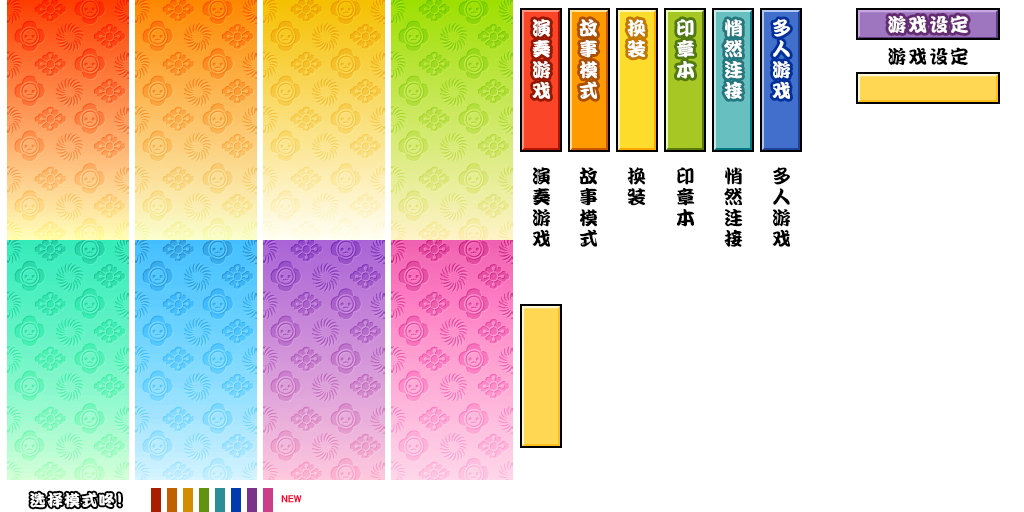 演奏游戏
故事模式
换装
印章本
悄然连接
多人游戏
游戏设定
游戏设定
演奏游戏
故事模式
换装
印章本
悄然连接
多人游戏
选择模式咚!
NEW